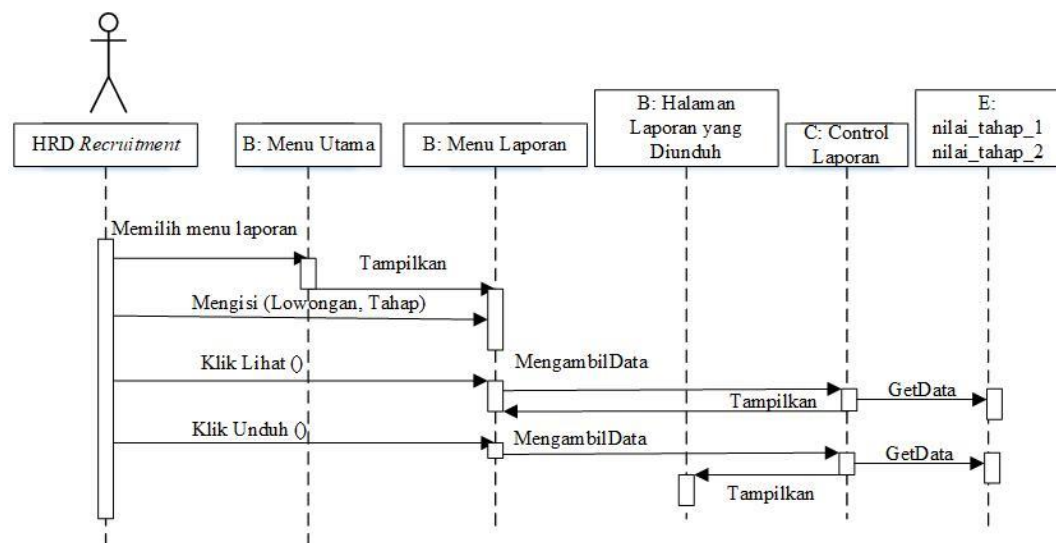 HRD Recruitment
B: Menu Utama
B: Menu Laporan
B: Halaman
Laporan yang
Diunduh
C: Control
Laporan
E:
nilai_tahap_1
nilai_tahap_2
Memilih menu laporan
Tampilkan
Mengisi (Lowongan, Tahap)
Klik Lihat ()
MengambilData
GetData
Tampilkan
Klik Unduh ()
MengambilData
GetData
Tampilkan